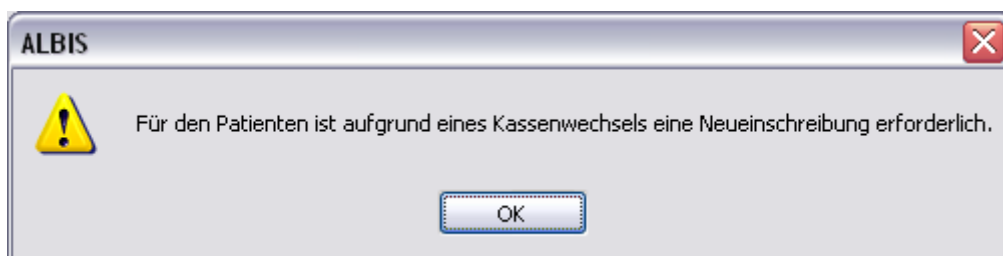 ALBIS
Für den Patienten ist aufgrund eines Kassenwechsels eine Neueinschreibung erforderlich.
OK